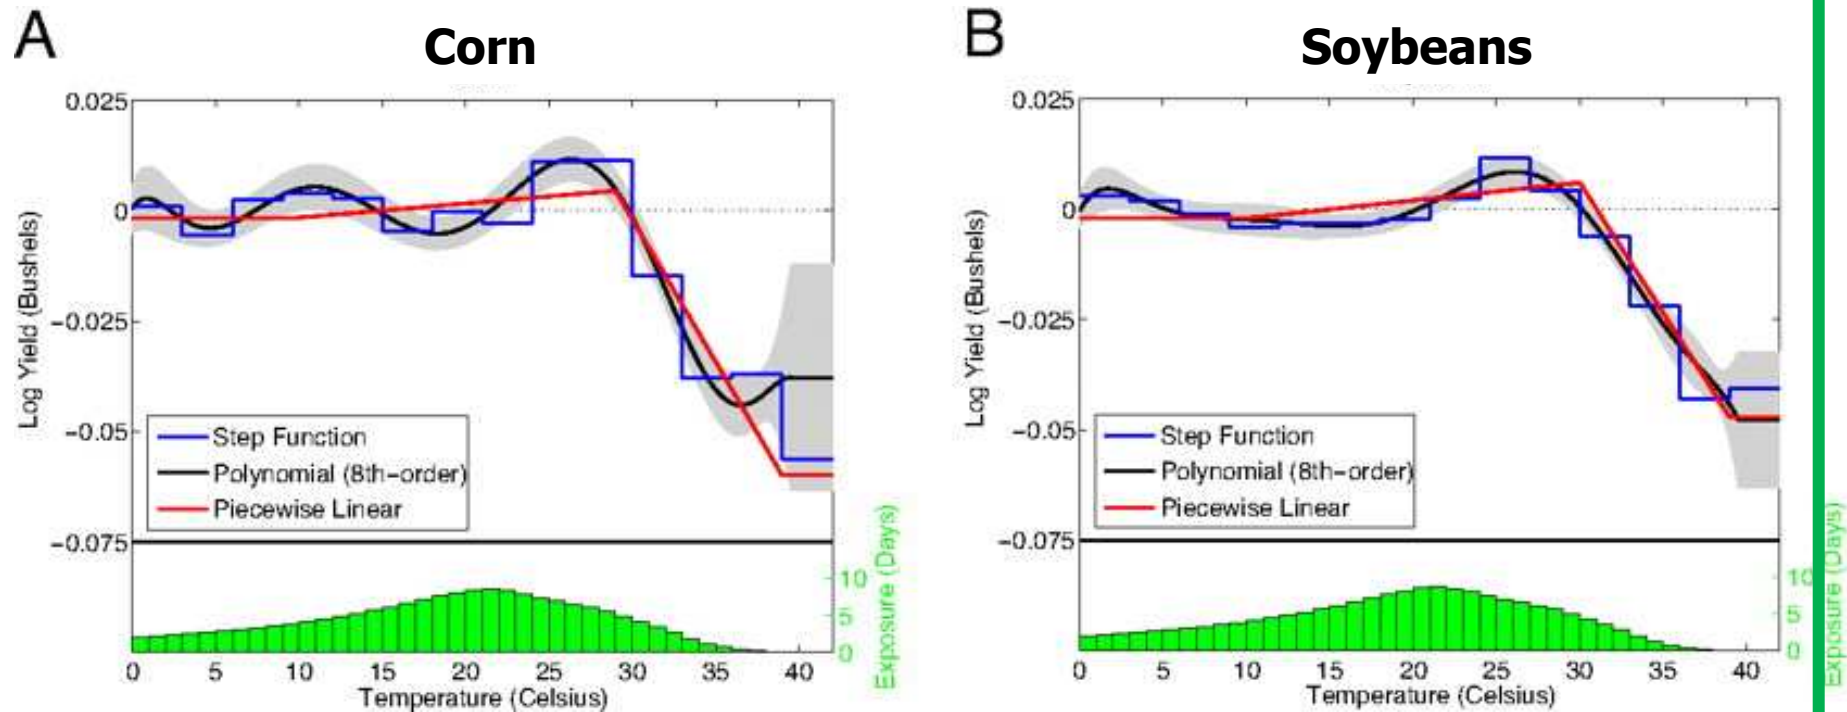 A
Corn
0.025
0
−0.025
−0.05
−0.075
Log Yield (Bushels)
Step Function
Polynomial (8th−order)
Piecewise Linear
10
5
0
Exposure (Days)
0 5 10 15 20 25 30 35 40
Temperature (Celsius)
B
Soybeans
0.025
0
−0.025
−0.05
−0.075
Log Yield (Bushels)
Step Function
Polynomial (8th−order)
Piecewise Linear
10
5
0
Exposure (Days)
0 5 10 15 20 25 30 35 40
Temperature (Celsius)